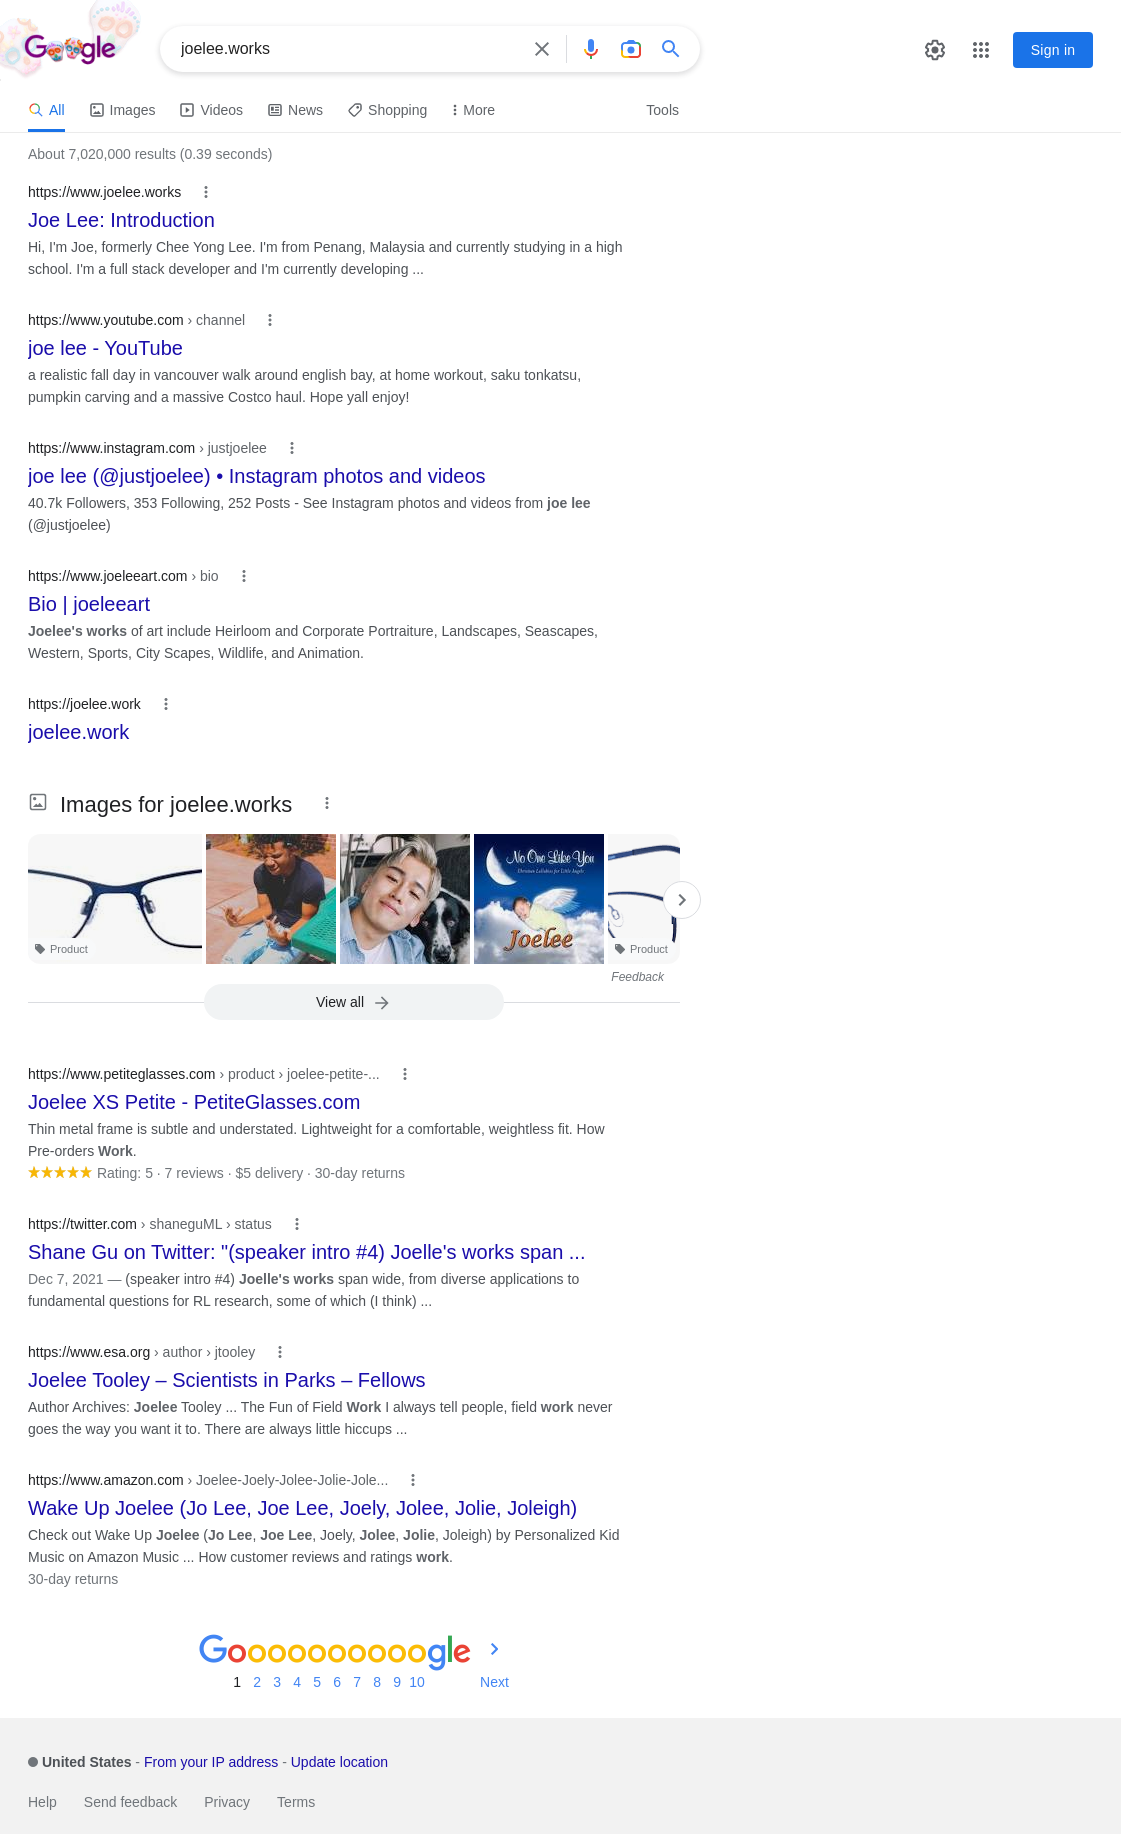 Google
joelee.works
Sign in
All Images Videos News Shopping More Tools
About 7,020,000 results (0.39 seconds)
https://www.joelee.works
Joe Lee: Introduction
Hi, I'm Joe, formerly Chee Yong Lee. I'm from Penang, Malaysia and currently studying in a high
school. I'm a full stack developer and I'm currently developing ...
https://www.youtube.com › channel
joe lee - YouTube
a realistic fall day in vancouver walk around english bay, at home workout, saku tonkatsu,
pumpkin carving and a massive Costco haul. Hope yall enjoy!
https://www.instagram.com › justjoelee
joe lee (@justjoelee) • Instagram photos and videos
40.7k Followers, 353 Following, 252 Posts - See Instagram photos and videos from joe lee
(@justjoelee)
https://www.joeleeart.com › bio
Bio | joeleeart
Joelee's works of art include Heirloom and Corporate Portraiture, Landscapes, Seascapes,
Western, Sports, City Scapes, Wildlife, and Animation.
https://joelee.work
joelee.work
Images for joelee.works
No One Like You
Christian Lullabies for Little Angels
Joelee
Product
Product
Feedback
View all
https://www.petiteglasses.com › product › joelee-petite-...
Joelee XS Petite - PetiteGlasses.com
Thin metal frame is subtle and understated. Lightweight for a comfortable, weightless fit. How
Pre-orders Work.
Rating: 5 · 7 reviews · $5 delivery · 30-day returns
https://twitter.com › shaneguML › status
Shane Gu on Twitter: "(speaker intro #4) Joelle's works span ...
Dec 7, 2021 — (speaker intro #4) Joelle's works span wide, from diverse applications to
fundamental questions for RL research, some of which (I think) ...
https://www.esa.org › author › jtooley
Joelee Tooley – Scientists in Parks – Fellows
Author Archives: Joelee Tooley ... The Fun of Field Work I always tell people, field work never
goes the way you want it to. There are always little hiccups ...
https://www.amazon.com › Joelee-Joely-Jolee-Jolie-Jole...
Wake Up Joelee (Jo Lee, Joe Lee, Joely, Jolee, Jolie, Joleigh)
Check out Wake Up Joelee (Jo Lee, Joe Lee, Joely, Jolee, Jolie, Joleigh) by Personalized Kid
Music on Amazon Music ... How customer reviews and ratings work.
30-day returns
Goooooooooogle
1 2 3 4 5 6 7 8 9 10 Next
United States - From your IP address - Update location
Help Send feedback Privacy Terms